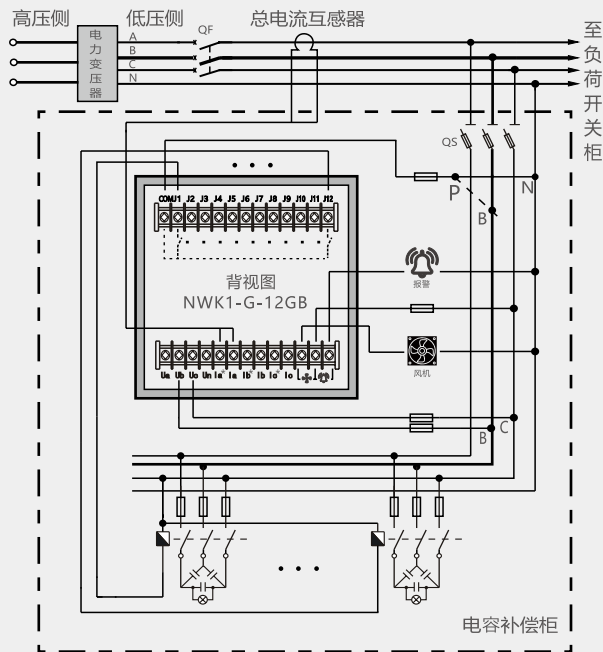 高压侧
低压侧
QF
总电流互感器
至负荷开关柜
电力变压器
A
B
C
N
QS
P
N
B
COM J1 J2 J3 J4 J5 J6 J7 J8 J9 J10 J11 J12
背视图
NWK1-G-12GB
报警
Ua Ub Uc Un Ia* Ia Ib* Ib Ic* Ic
风机
C
B
电容补偿柜